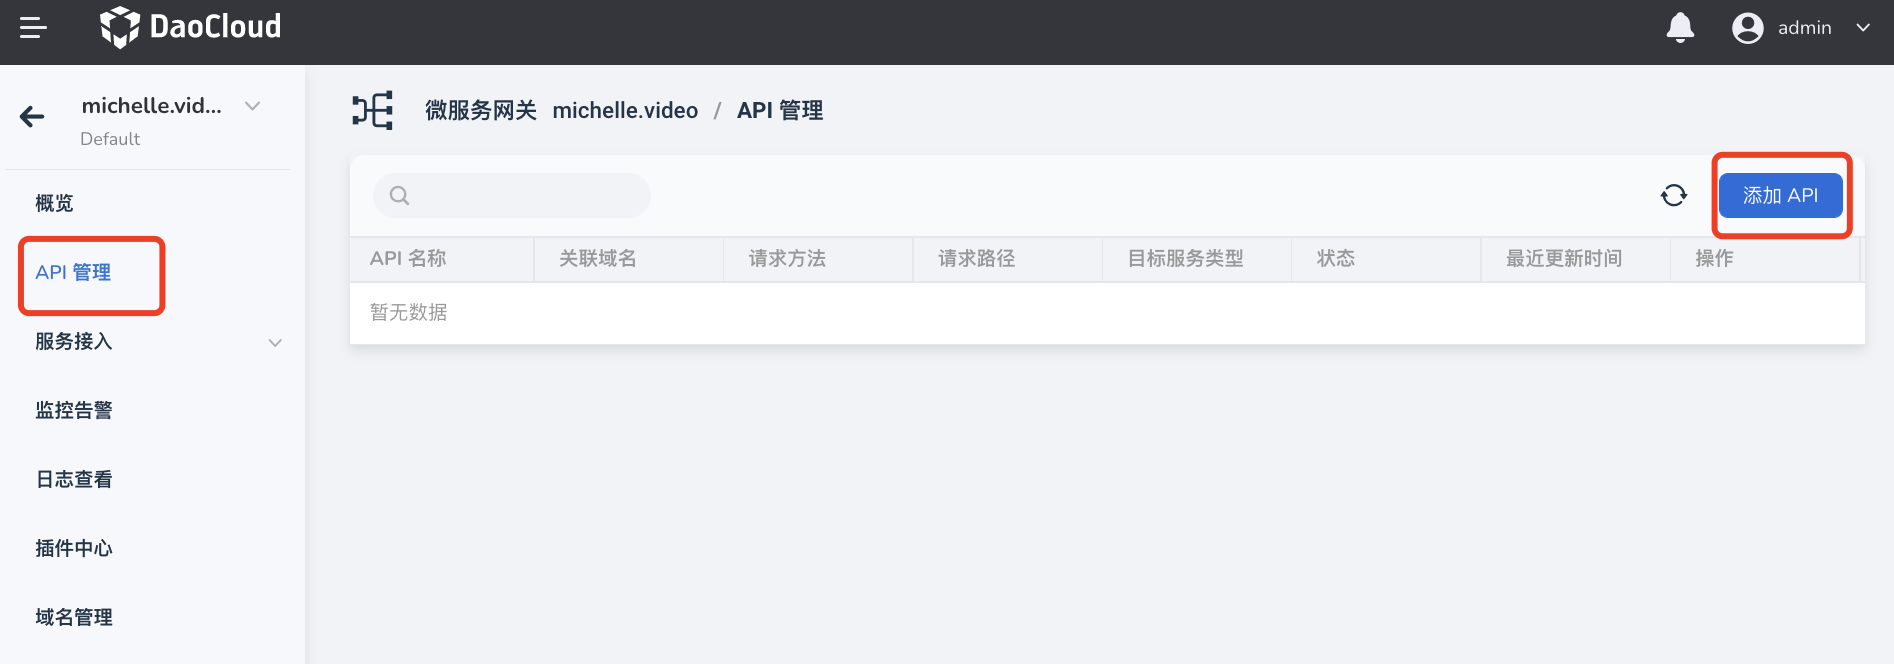 DaoCloud
admin
michelle.vid...
Default
概览
API 管理
服务接入
监控告警
日志查看
插件中心
域名管理
微服务网关 michelle.video / API 管理
添加 API
API 名称 关联域名 请求方法 请求路径 目标服务类型 状态 最近更新时间 操作
暂无数据